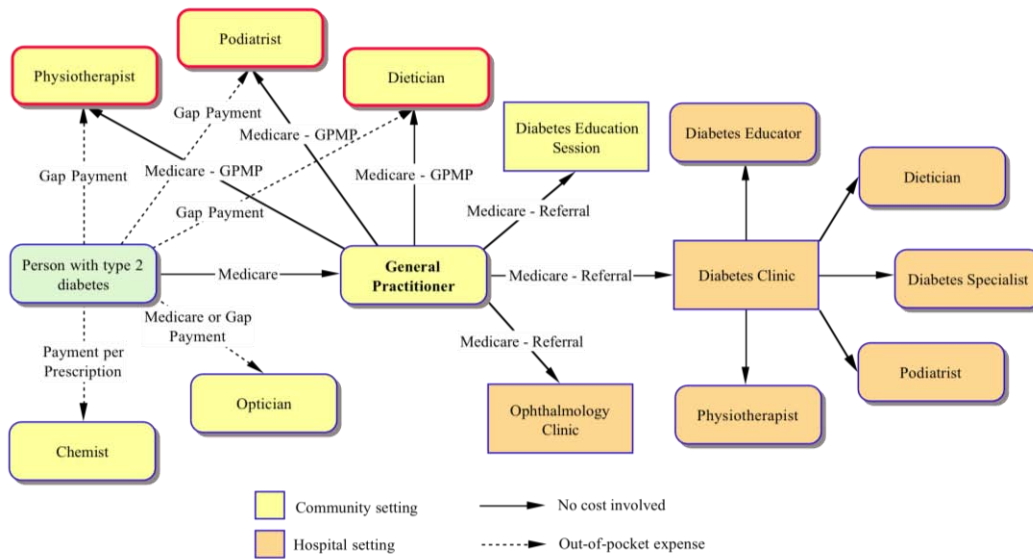 Podiatrist
Physiotherapist
Dietician
Gap Payment
Medicare - GPMP
Diabetes Education
Session
Diabetes Educator
Gap Payment
Medicare - GPMP
Medicare - GPMP
Dietician
Gap Payment
Medicare - Referral
Person with type 2
diabetes
Medicare
General
Practitioner
Medicare - Referral
Diabetes Clinic
Diabetes Specialist
Medicare or Gap
Payment
Medicare - Referral
Payment per
Prescription
Optician
Ophthalmology
Clinic
Physiotherapist
Podiatrist
Chemist
Community setting
No cost involved
Hospital setting
Out-of-pocket expense